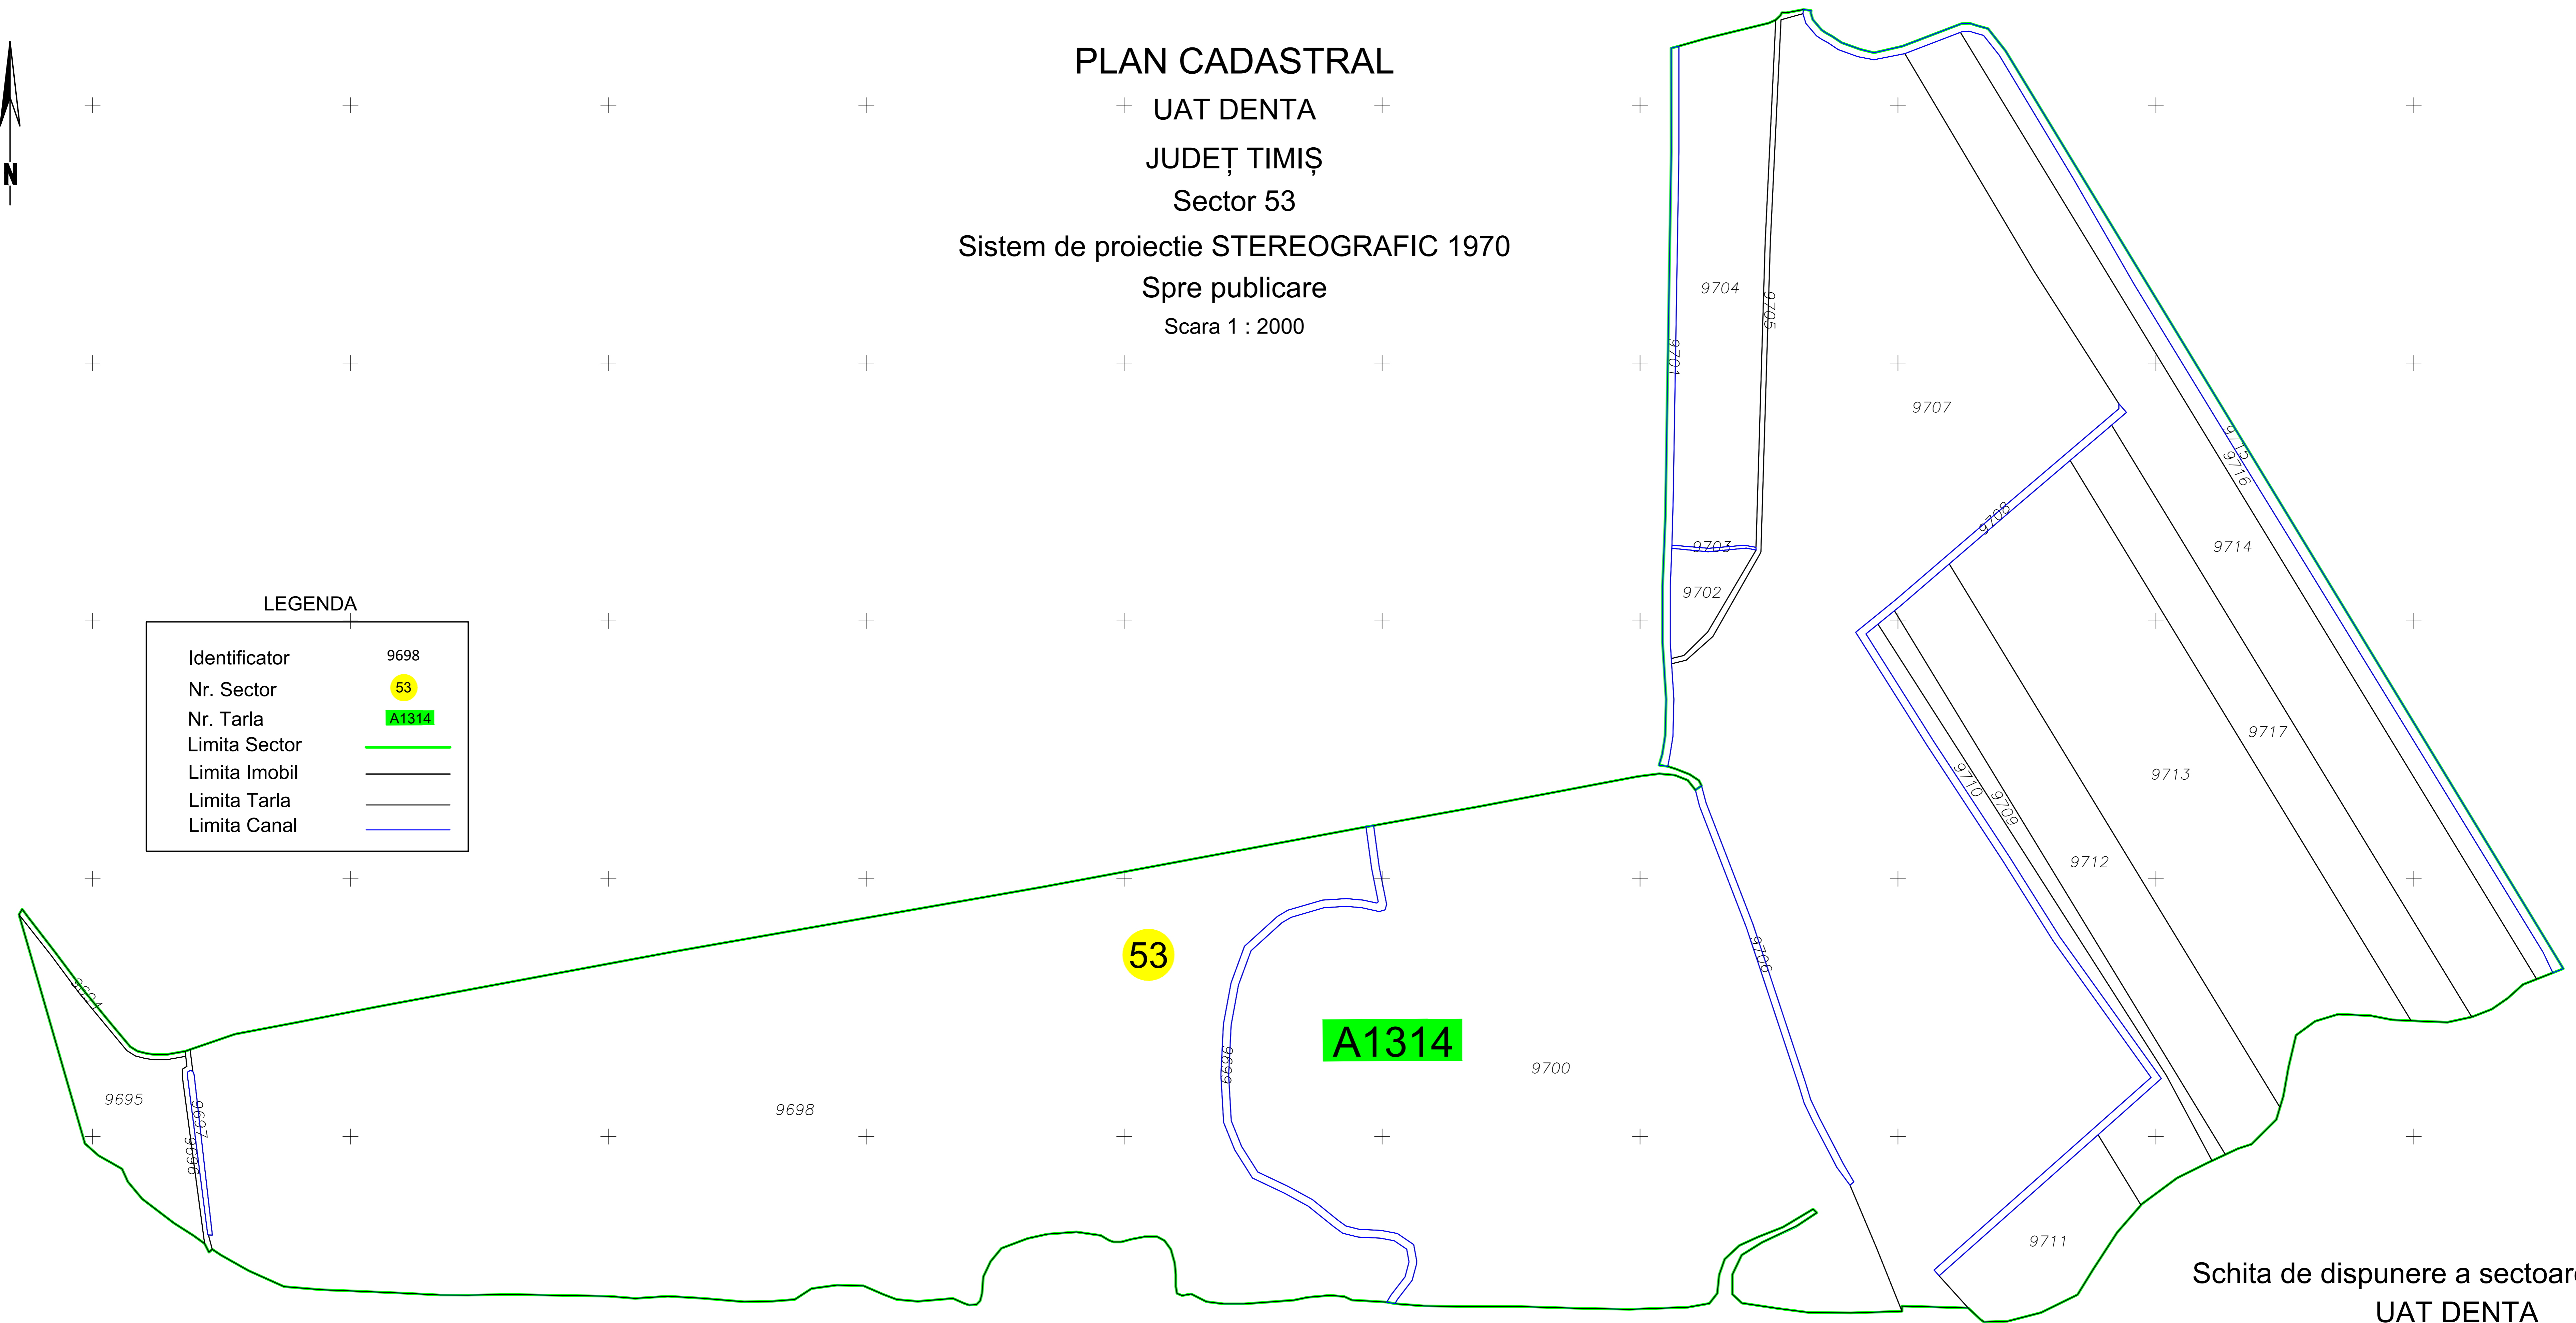 PLAN CADASTRAL
UAT DENTA
JUDEȚ TIMIȘ
Sector 53
Sistem de proiectie STEREOGRAFIC 1970
Spre publicare
Scara 1 : 2000
N
LEGENDA
Identificator 9698
Nr. Sector 53
Nr. Tarla A1314
Limita Sector
Limita Imobil
Limita Tarla
Limita Canal
9704
9705
9701
9703
9702
9707
9708
9716
9714
9717
9713
9712
9710
9709
9706
9711
53
A1314
9700
9699
9698
9694
9695
9697
9696
Schita de dispunere a
UAT DENTA